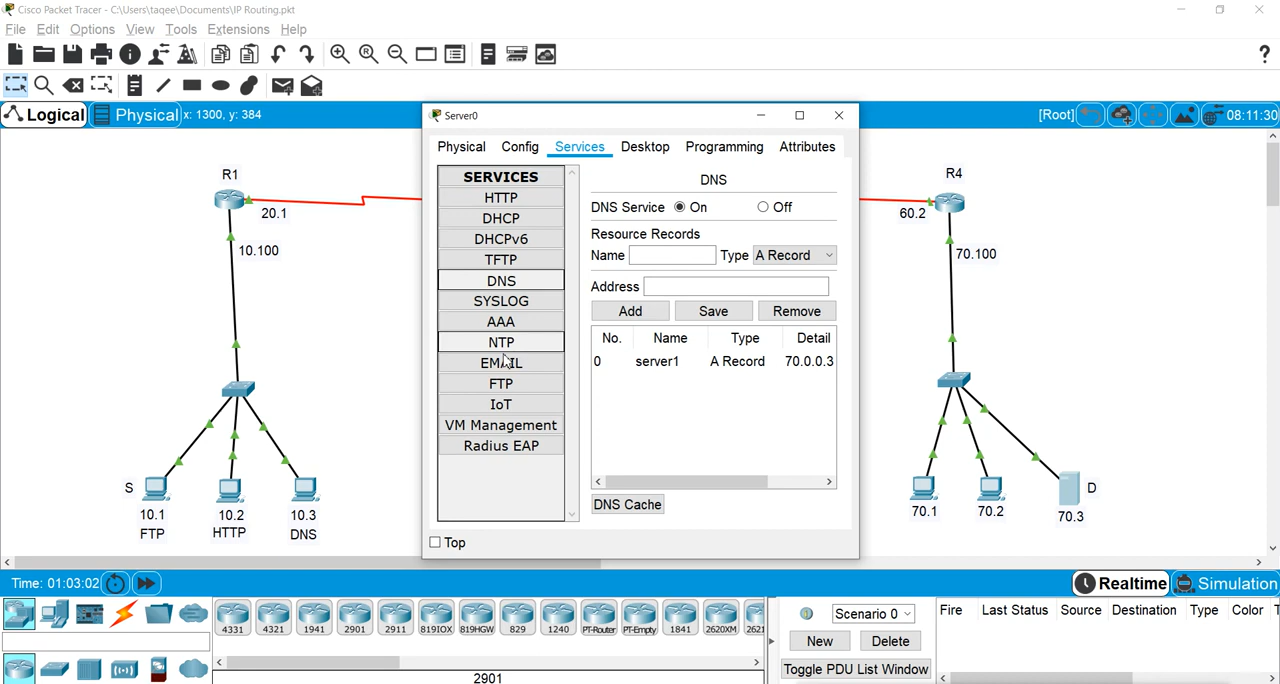 Cisco Packet Tracer - C:\Users\taqee\Documents\IP Routing.pkt
File Edit Options View Tools Extensions Help
?
Logical Physical x: 1300, y: 384 [Root] 08:11:30
Server0
Physical Config Services Desktop Programming Attributes
SERVICES
HTTP
DHCP
DHCPv6
TFTP
DNS
SYSLOG
AAA
NTP
EMAIL
FTP
IoT
VM Management
Radius EAP
DNS
DNS Service On Off
Resource Records
Name Type A Record
Address
Add Save Remove
No. Name Type Detail
0 server1 A Record 70.0.0.3
DNS Cache
Top
R1
20.1
10.100
S
10.1
FTP
10.2
HTTP
10.3
DNS
R4
60.2
70.100
70.1
70.2
D
70.3
Time: 01:03:02 Realtime Simulation
4331 4321 1941 2901 2911 819IOX 819HGW 829 1240 PT-Router PT-Empty 1841 2620XM 2621
2901
Scenario 0
New Delete
Toggle PDU List Window
Fire Last Status Source Destination Type Color T